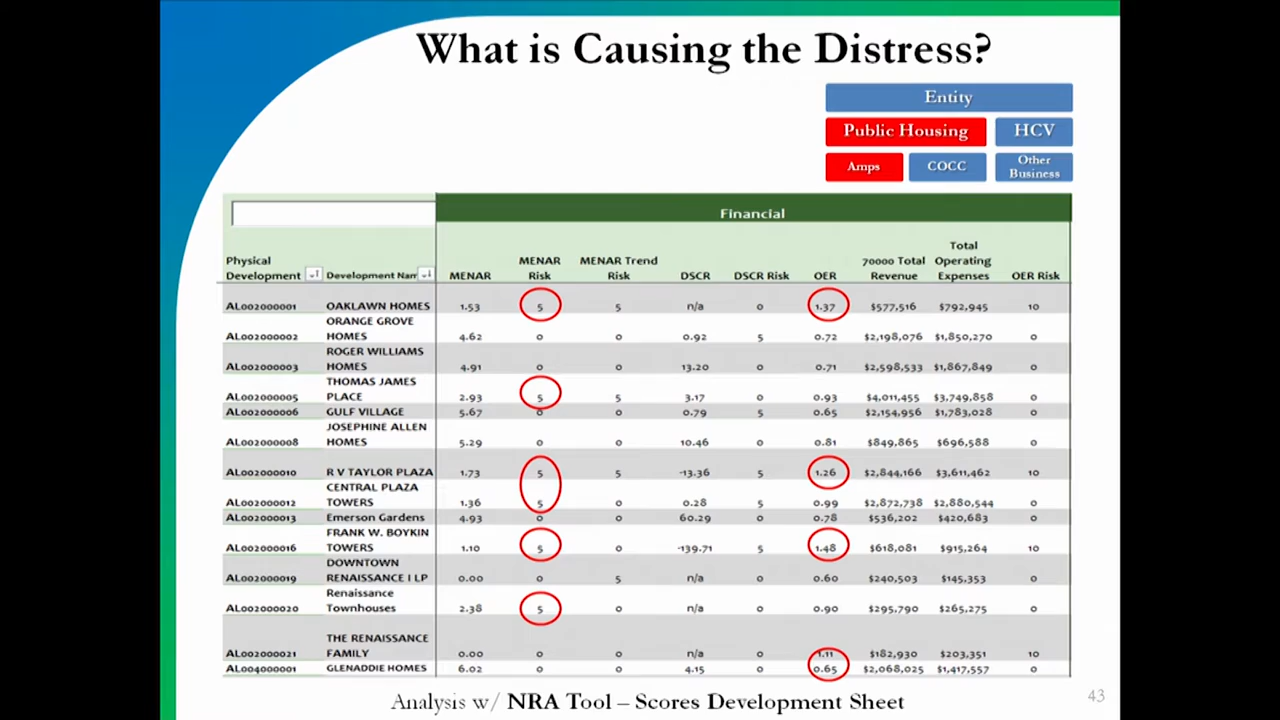 What is Causing the Distress?
Entity
Public Housing HCV
Amps COCC Other Business
Financial
Physical Development Development Nam MENAR MENAR Risk MENAR Trend Risk DSCR DSCR Risk OER 70000 Total Revenue Total Operating Expenses OER Risk
AL002000001 OAKLAWN HOMES 1.53 5 5 n/a 0 1.37 $577,516 $792,945 10
AL002000002 ORANGE GROVE HOMES 4.62 0 0 0.92 5 0.72 $2,198,076 $1,850,270 0
AL002000003 ROGER WILLIAMS HOMES 4.91 0 0 13.20 0 0.71 $2,598,533 $1,867,849 0
AL002000005 THOMAS JAMES PLACE 2.93 5 5 3.17 0 0.93 $4,011,455 $3,749,858 0
AL002000006 GULF VILLAGE 5.67 0 0 0.79 5 0.65 $2,154,956 $1,783,028 0
AL002000008 JOSEPHINE ALLEN HOMES 5.29 0 0 10.46 0 0.81 $849,865 $696,588 0
AL002000010 R V TAYLOR PLAZA 1.73 5 5 -13.36 5 1.26 $2,844,166 $3,611,462 10
AL002000012 CENTRAL PLAZA TOWERS 1.36 5 0 0.28 5 0.99 $2,872,738 $2,880,544 0
AL002000013 Emerson Gardens 4.93 0 0 60.29 0 0.78 $536,202 $420,683 0
AL002000016 FRANK W. BOYKIN TOWERS 1.10 5 0 -139.71 5 1.48 $618,081 $915,264 10
AL002000019 DOWNTOWN RENAISSANCE I LP 0.00 0 5 n/a 0 0.60 $240,503 $145,353 0
AL002000020 Renaissance Townhouses 2.38 5 0 n/a 0 0.90 $295,790 $265,275 0
AL002000021 THE RENAISSANCE FAMILY 0.00 0 0 n/a 0 1.11 $182,930 $203,351 10
AL004000001 GLENADDIE HOMES 6.02 0 0 4.15 0 0.65 $2,068,025 $1,417,557 0
Analysis w/ NRA Tool – Scores Development Sheet
43